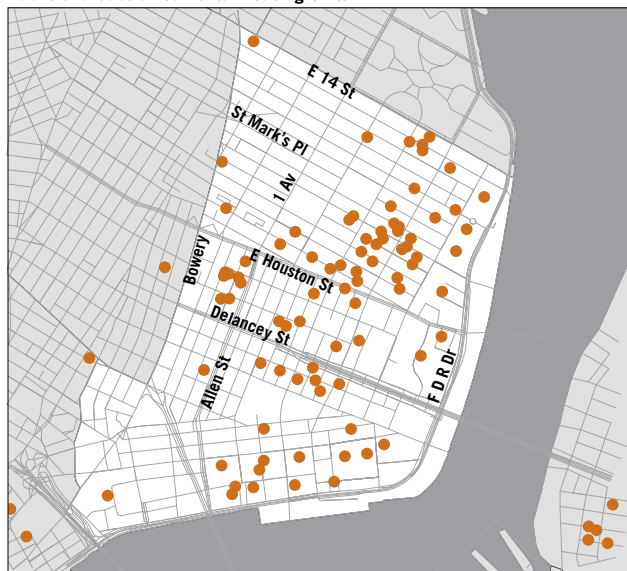 E 14 St
St Mark's Pl
1 Av
Bowery
E Houston St
Delancey St
Allen St
F D R Dr